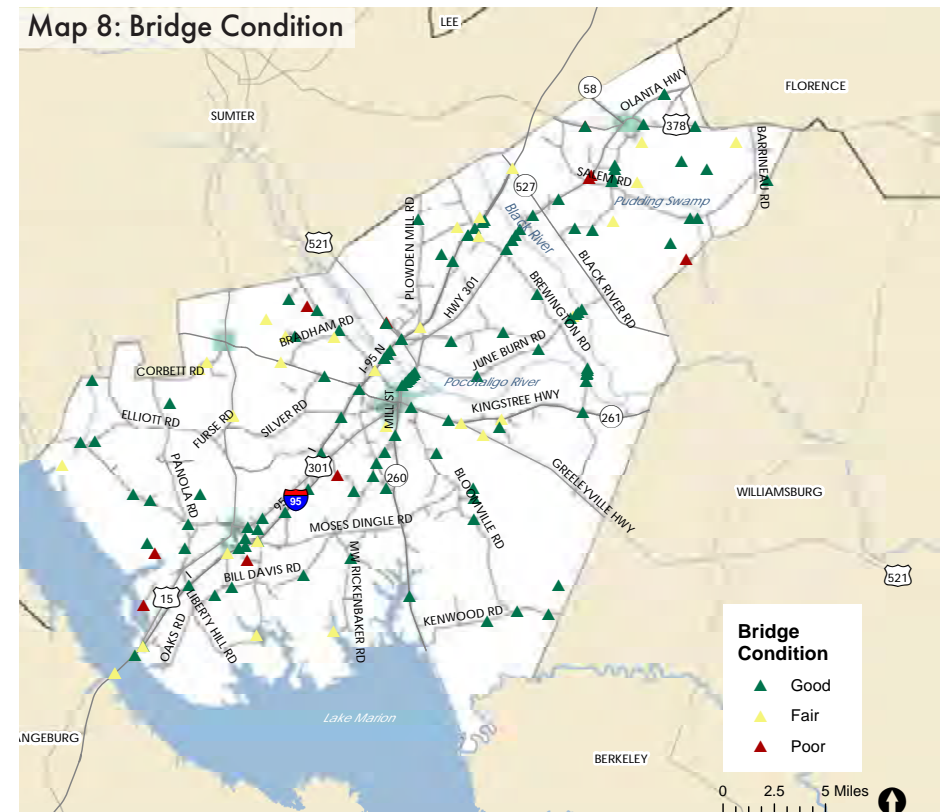 Map 8: Bridge Condition
LEE
FLORENCE
SUMTER
58
OLANTA HWY
378
BARRINEAU RD
SALEM RD
527
Pudding Swamp
Black River
PLOWDEN MILL RD
521
BLACK RIVER RD
HWY 301
BREWINGTON RD
BRADHAM RD
I-95 N
JUNE BURN RD
CORBETT RD
Pocotaligo River
MILL ST
KINGSTREE HWY
261
ELLIOTT RD
FURSE RD
SILVER RD
301
260
PANOLA RD
95
BLOOMVILLE RD
GREELEYVILLE HWY
WILLIAMSBURG
MOSES DINGLE RD
MW RICKENBAKER RD
BILL DAVIS RD
521
15
OAKS RD
LIBERTY HILL RD
KENWOOD RD
Lake Marion
ANGEBURG
BERKELEY
Bridge
Condition
Good
Fair
Poor
0 2.5 5 Miles